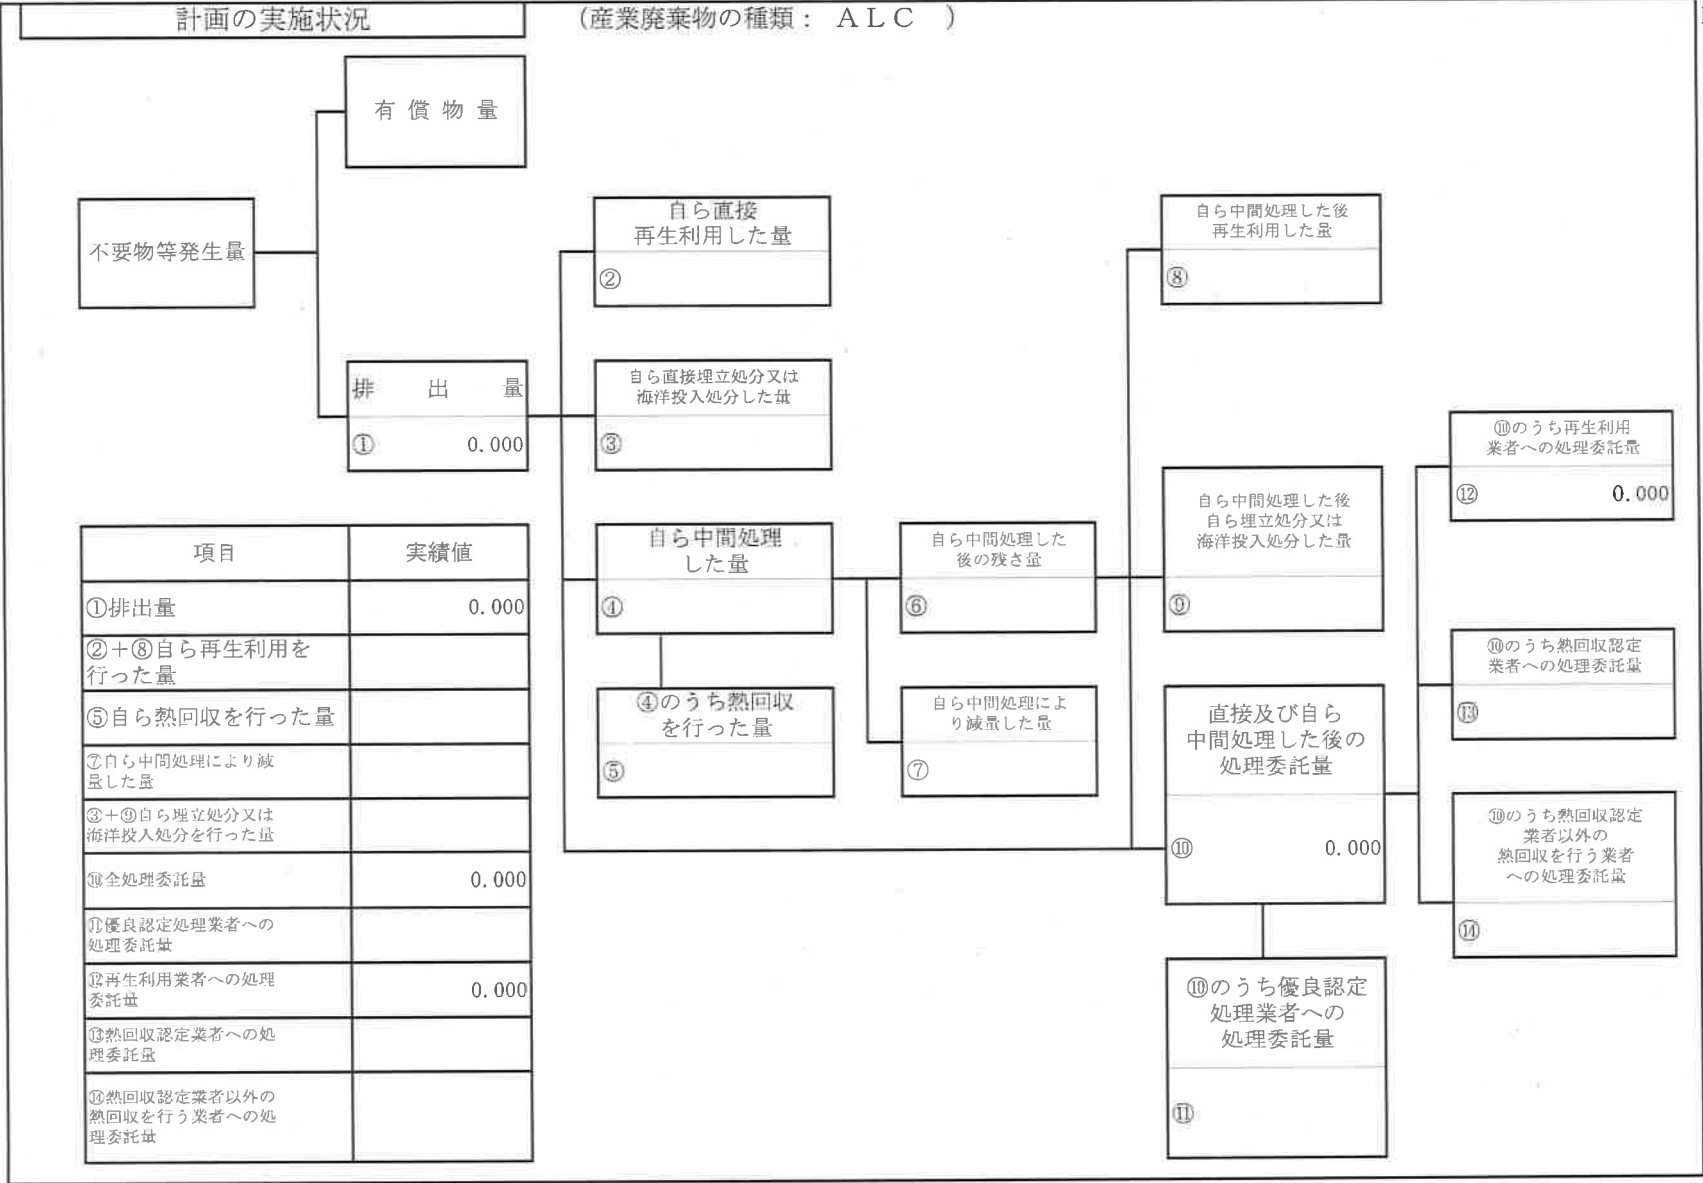 計画の実施状況
（産業廃棄物の種類： ＡＬＣ ）
有 償 物 量
不要物等発生量
排 出 量
① 0.000
自ら直接
再生利用した量
②
自ら直接埋立処分又は
海洋投入処分した量
③
自ら中間処理
した量
④
④のうち熱回収
を行った量
⑤
自ら中間処理した
後の残さ量
⑥
自ら中間処理によ
り減量した量
⑦
自ら中間処理した後
再生利用した量
⑧
自ら中間処理した後
自ら埋立処分又は
海洋投入処分した量
⑨
直接及び自ら
中間処理した後の
処理委託量
⑩ 0.000
⑩のうち優良認定
処理業者への
処理委託量
⑪
⑩のうち再生利用
業者への処理委託量
⑫ 0.000
⑩のうち熱回収認定
業者への処理委託量
⑬
⑩のうち熱回収認定
業者以外の
熱回収を行う業者
への処理委託量
⑭
項目 実績値
①排出量 0.000
②＋⑧自ら再生利用を
行った量
⑤自ら熱回収を行った量
⑦自ら中間処理により減
量した量
③＋⑨自ら埋立処分又は
海洋投入処分を行った量
⑩全処理委託量 0.000
⑪優良認定処理業者への
処理委託量
⑫再生利用業者への処理
委託量 0.000
⑬熱回収認定業者への処
理委託量
⑭熱回収認定業者以外の
熱回収を行う業者への処
理委託量